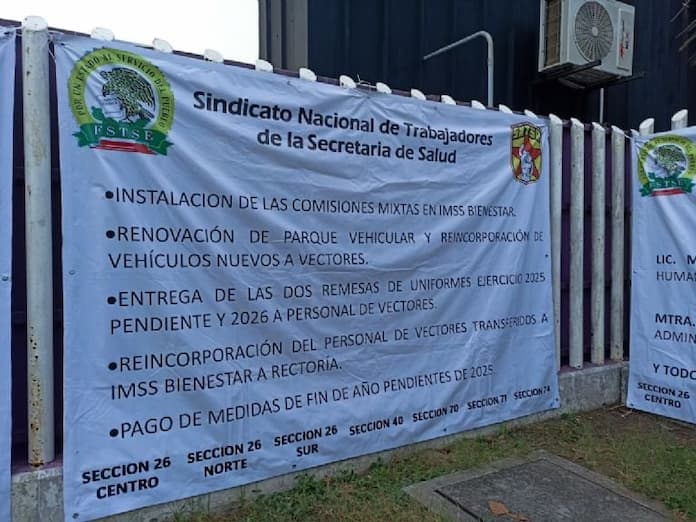 POR UN ESTADO AL SERVICIO DEL PUEBLO
FSTSE
Sindicato Nacional de Trabajadores
de la Secretaria de Salud
•INSTALACION DE LAS COMISIONES MIXTAS EN IMSS BIENESTAR.
•RENOVACIÓN DE PARQUE VEHICULAR Y REINCORPORACIÓN DE
VEHÍCULOS NUEVOS A VECTORES.
•ENTREGA DE LAS DOS REMESAS DE UNIFORMES EJERCICIO 2025
PENDIENTE Y 2026 A PERSONAL DE VECTORES.
•REINCORPORACIÓN DEL PERSONAL DE VECTORES TRANSFERIDOS A
IMSS BIENESTAR A RECTORÍA.
•PAGO DE MEDIDAS DE FIN DE AÑO PENDIENTES DE 2025.
SECCION 26 CENTRO
SECCION 26 NORTE
SECCION 26 SUR
SECCION 40
SECCION 70
SECCION 71
SECCION 74
FSTSE
LIC. M
HUMA
MTRA.
ADMIN
Y TODO
SECCION 26
CENTRO